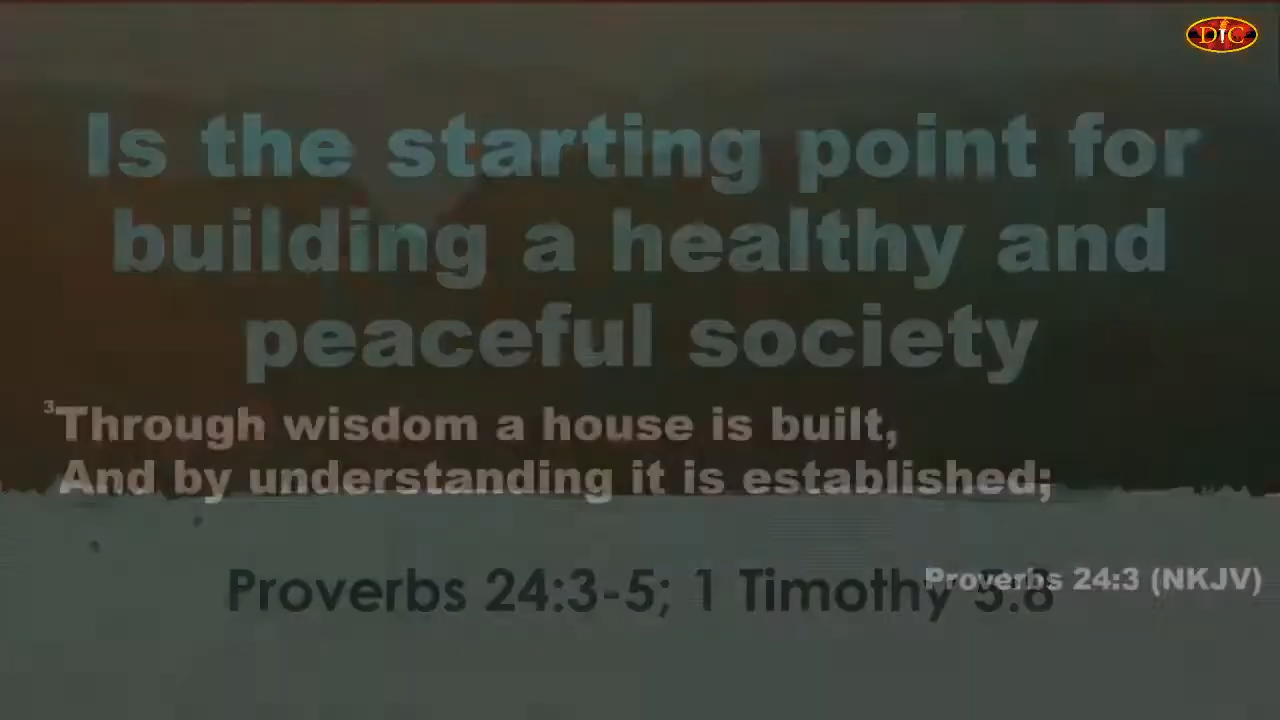 DIC
Is the starting point for
building a healthy and
peaceful society
3Through wisdom a house is built,
And by understanding it is established;
Proverbs 24:3-5; 1 Timothy 5:8
Proverbs 24:3 (NKJV)